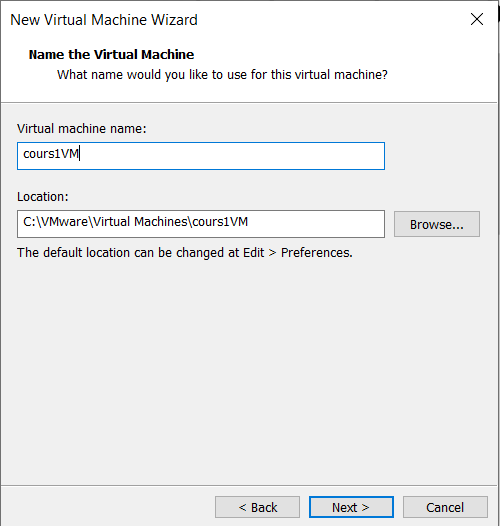 New Virtual Machine Wizard
Name the Virtual Machine
What name would you like to use for this virtual machine?
Virtual machine name:
cours1VM
Location:
C:\VMware\Virtual Machines\cours1VM
Browse...
The default location can be changed at Edit > Preferences.
< Back
Next >
Cancel